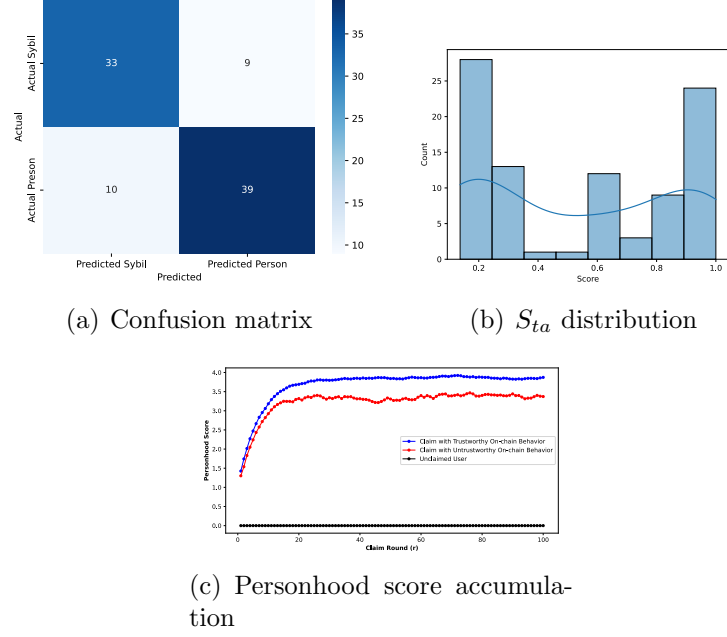 Actual
Actual Sybil
Actual Preson
33
9
10
39
Predicted Sybil
Predicted Person
Predicted
35
30
25
20
15
10
(a) Confusion matrix
Count
25
20
15
10
5
0
0.2
0.4
0.6
0.8
1.0
Score
(b) S_{ta} distribution
Personhood Score
4.0
3.5
3.0
2.5
2.0
1.5
1.0
0.5
0.0
Claim with Trustworthy On-chain Behavior
Claim with Untrustworthy On-chain Behavior
Unclaimed User
0
20
40
60
80
100
Claim Round (r)
(c) Personhood score accumula-
tion